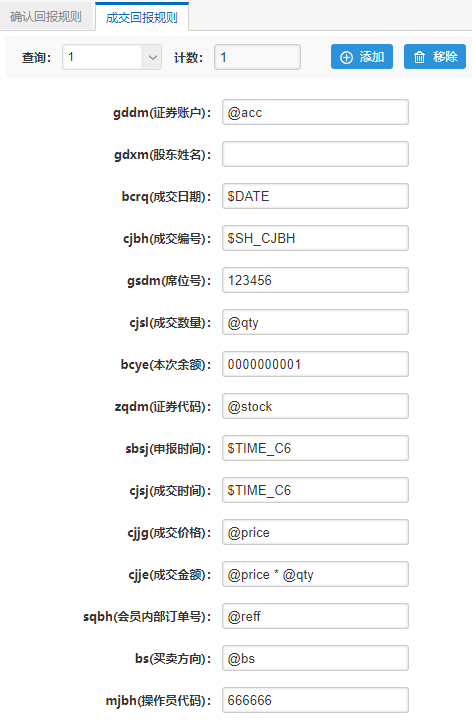 确认回报规则 成交回报规则
查询: 1 计数: 1 添加 移除
gddm(证券账户): @acc
gdxm(股东姓名):
bcrq(成交日期): $DATE
cjbh(成交编号): $SH_CJBH
gsdm(席位号): 123456
cjsl(成交数量): @qty
bcye(本次余额): 0000000001
zqdm(证券代码): @stock
sbsj(申报时间): $TIME_C6
cjsj(成交时间): $TIME_C6
cjjg(成交价格): @price
cjje(成交金额): @price * @qty
sqbh(会员内部订单号): @reff
bs(买卖方向): @bs
mjbh(操作员代码): 666666